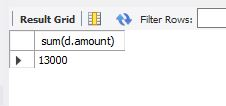 Result Grid Filter Rows:
sum(d.amount)
13000